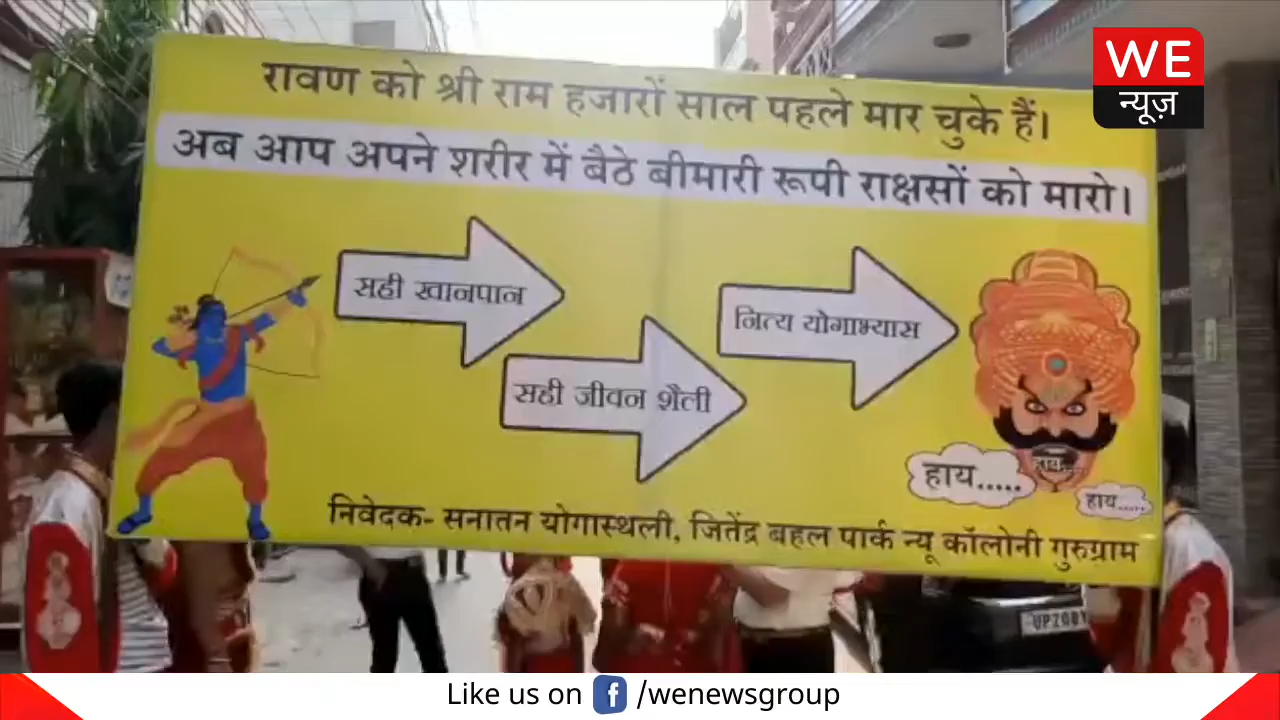 रावण को श्री राम हजारों साल पहले मार चुके हैं।
अब आप अपने शरीर में बैठे बीमारी रूपी राक्षसों को मारो।
सही खानपान
सही जीवन शैली
नित्य योगाभ्यास
हाय.....
हाय....
हाय.....
निवेदक- सनातन योगास्थली, जितेंद्र बहल पार्क न्यू कॉलोनी गुरुग्राम
WE
न्यूज़
Like us on f /wenewsgroup